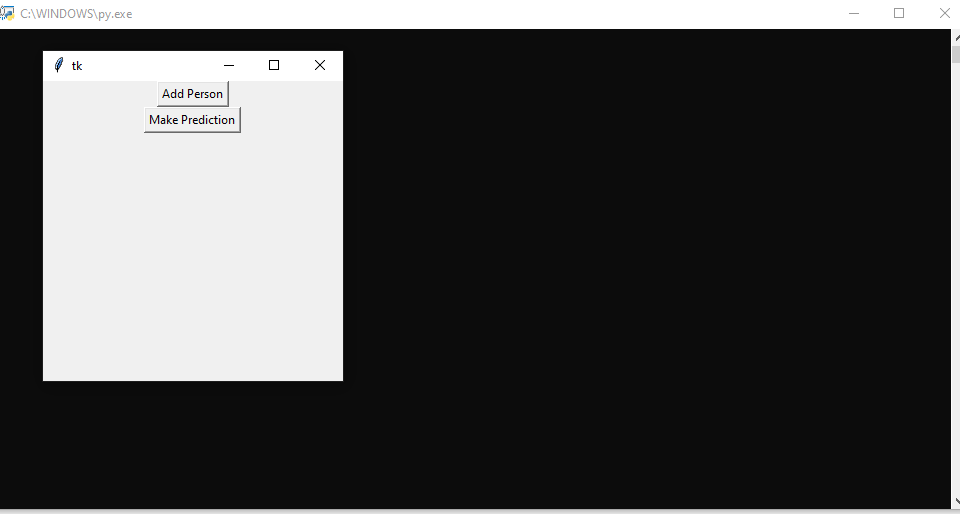 C:\WINDOWS\py.exe
tk
Add Person
Make Prediction